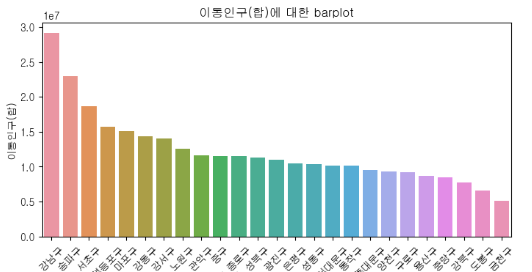 이동인구(합)에 대한 barplot
1e7
3.0
2.5
2.0
1.5
1.0
0.5
0.0
이동인구(합)
강남구
송파구
서초구
마포구
강동구
강서구
노원구
관악구
종로구
성북구
광진구
은평구
성동구
동작구
양천구
구로구
용산구
중랑구
강북구
도봉구
금천구